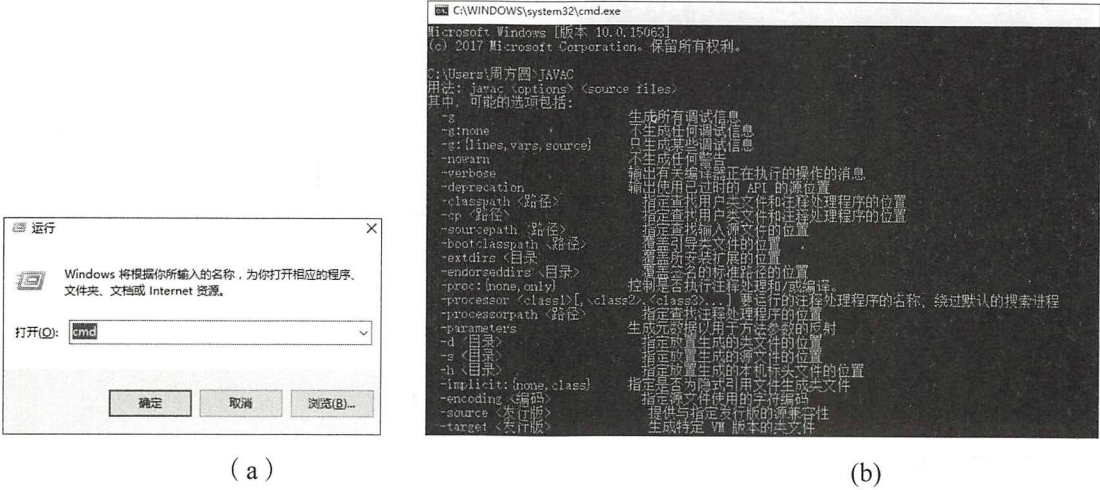 运行
Windows 将根据你所输入的名称，为你打开相应的程序、
文件夹、文档或 Internet 资源。
打开(O): cmd
确定 取消 浏览(B)...
(a)
C:\WINDOWS\system32\cmd.exe
Microsoft Windows [版本 10.0.15063]
(c) 2017 Microsoft Corporation。保留所有权利。
C:\Users\周方圆>JAVAC
用法: javac <options> <source files>
其中, 可能的选项包括:
-g 生成所有调试信息
-g:none 不生成任何调试信息
-g:{lines,vars,source} 只生成某些调试信息
-nowarn 不生成任何警告
-verbose 输出有关编译器正在执行的操作的消息
-deprecation 输出使用已过时的 API 的源位置
-classpath <路径> 指定查找用户类文件和注释处理程序的位置
-cp <路径> 指定查找用户类文件和注释处理程序的位置
-sourcepath <路径> 指定查找输入源文件的位置
-bootclasspath <路径> 覆盖引导类文件的位置
-extdirs <目录> 覆盖所安装扩展的位置
-endorseddirs <目录> 覆盖签名的标准路径的位置
-proc:{none,only} 控制是否执行注释处理和/或编译。
-processor <class1>[,<class2>,<class3>...] 要运行的注释处理程序的名称; 绕过默认的搜索进程
-processorpath <路径> 指定查找注释处理程序的位置
-parameters 生成元数据以用于方法参数的反射
-d <目录> 指定放置生成的类文件的位置
-s <目录> 指定放置生成的源文件的位置
-h <目录> 指定放置生成的本机标头文件的位置
-implicit:{none,class} 指定是否为隐式引用文件生成类文件
-encoding <编码> 指定源文件使用的字符编码
-source <发行版> 提供与指定发行版的源兼容性
-target <发行版> 生成特定 VM 版本的类文件
(b)